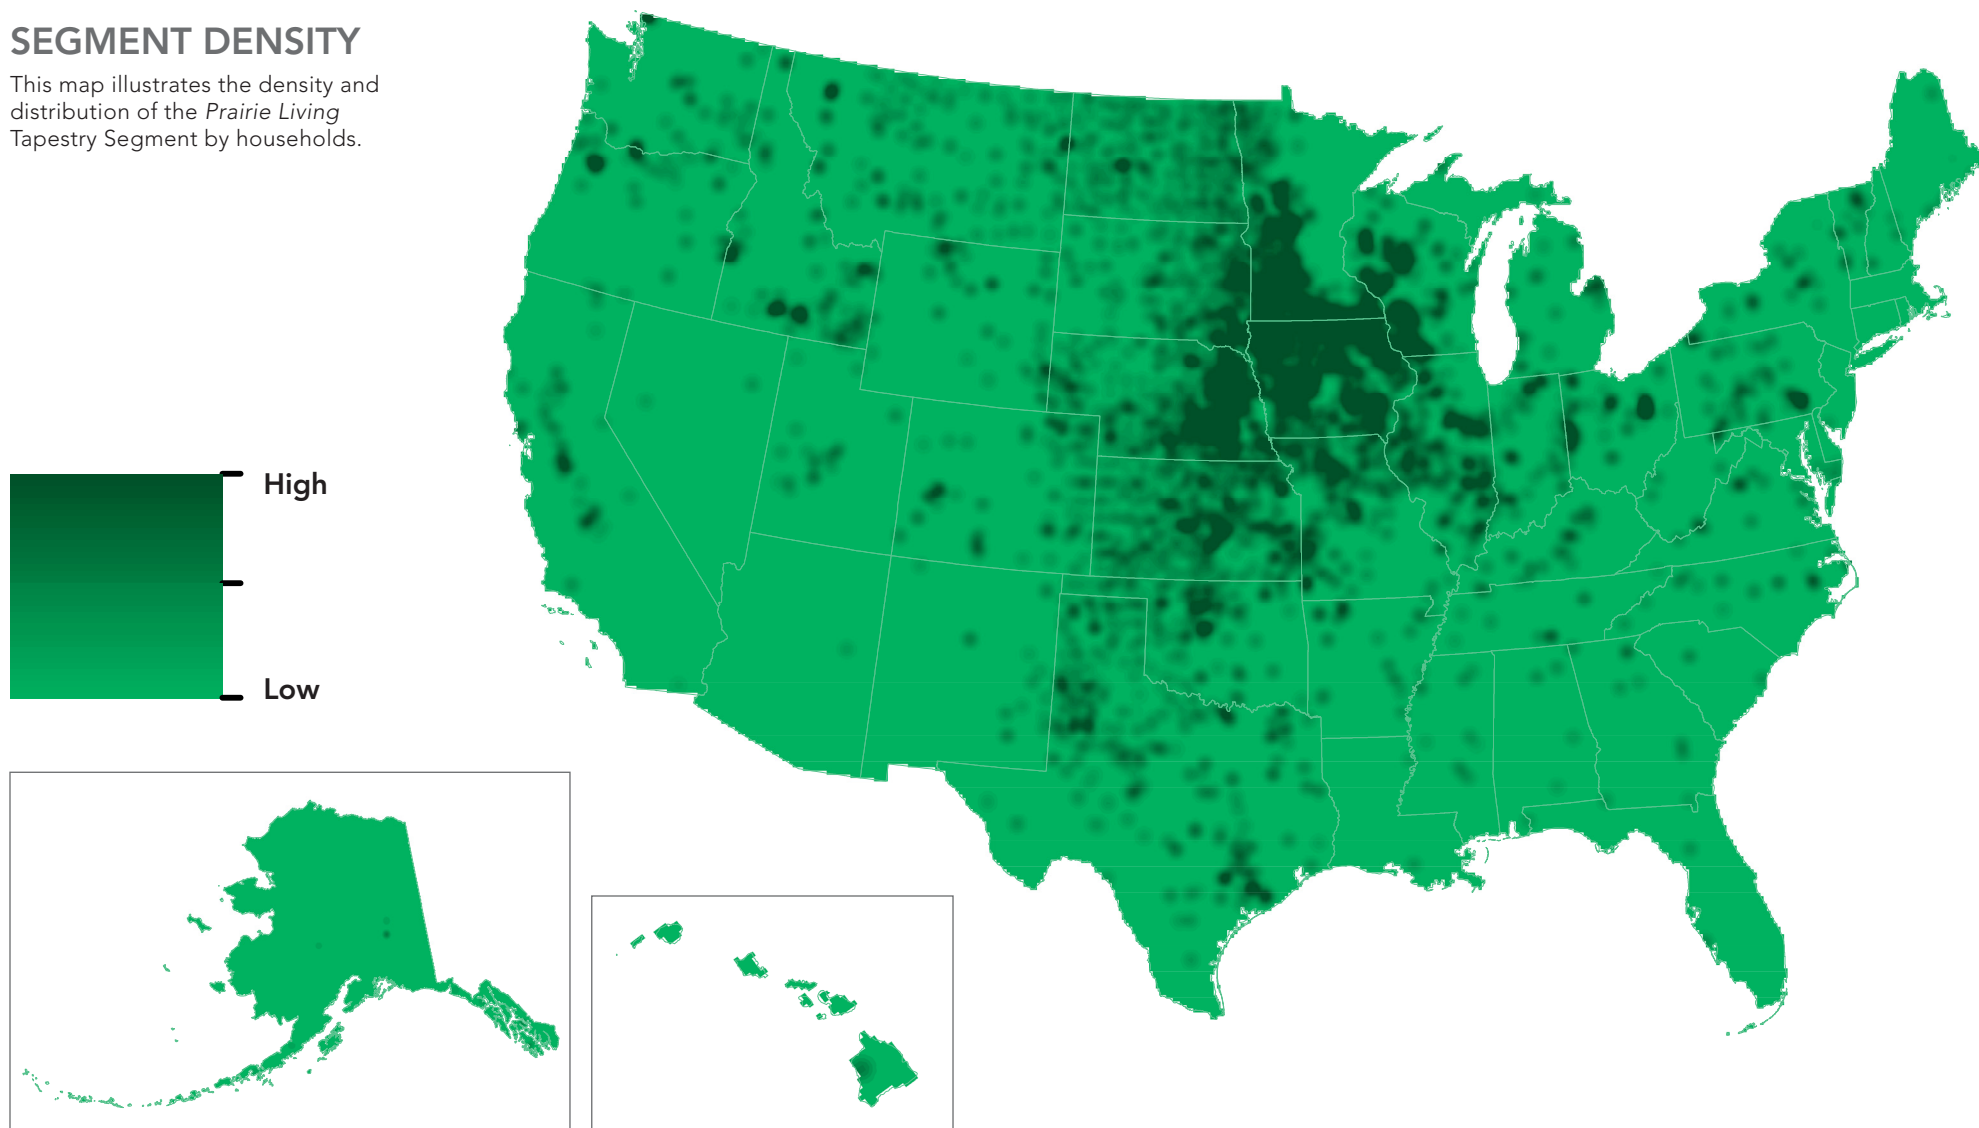 SEGMENT DENSITY
This map illustrates the density and
distribution of the Prairie Living
Tapestry Segment by households.
High
Low